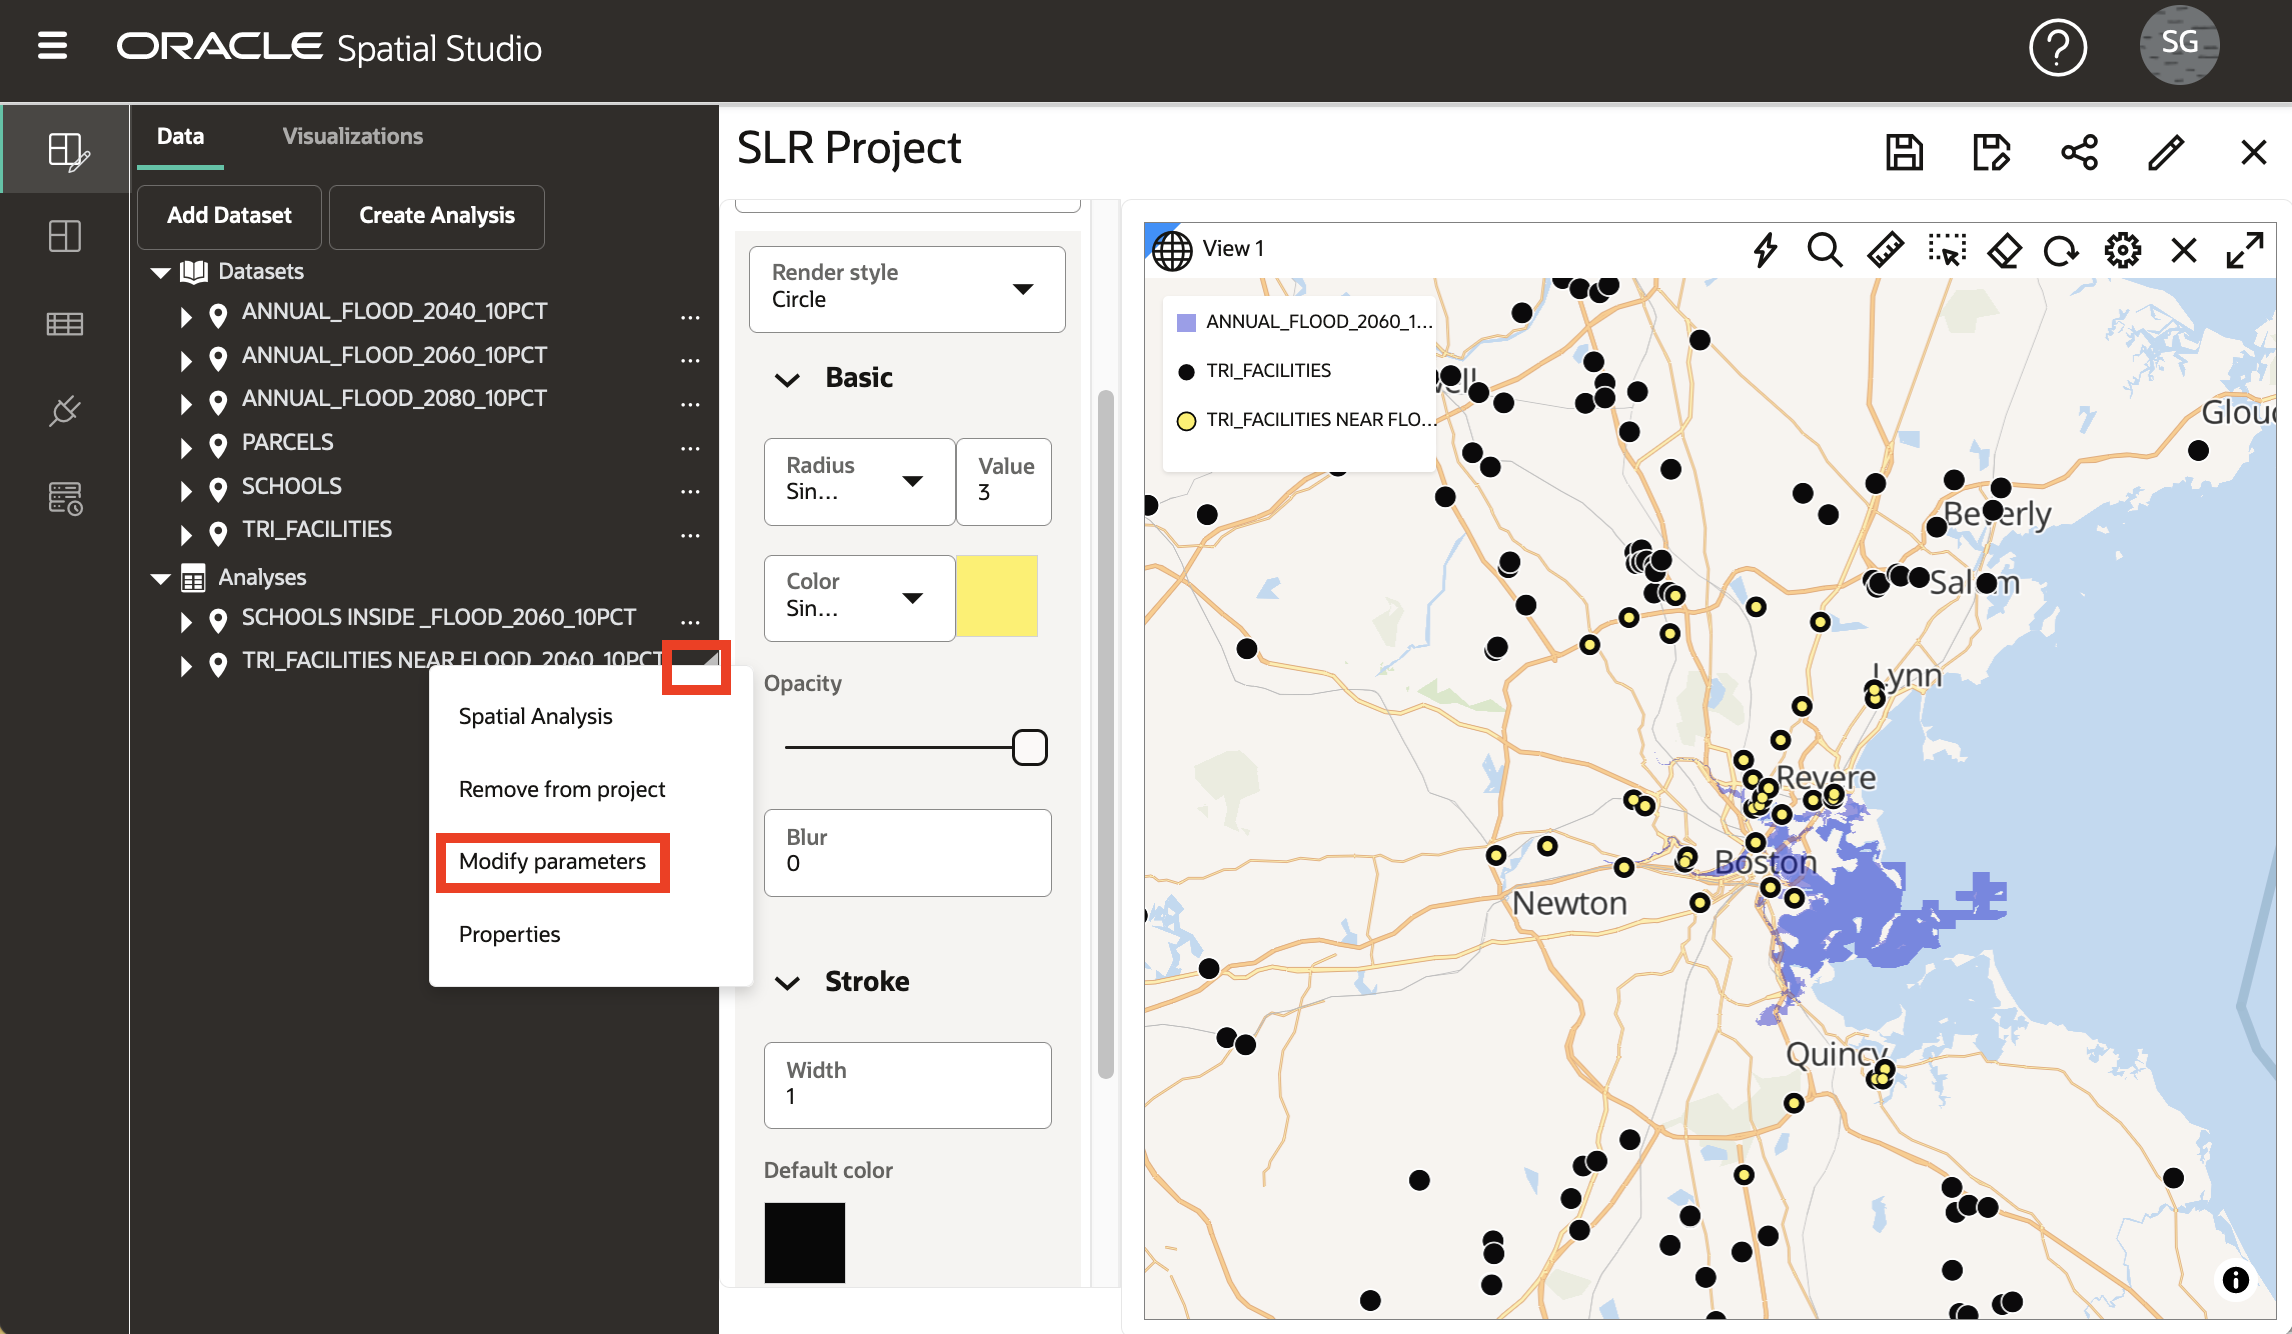 ORACLE Spatial Studio
SG
Data
Visualizations
Add Dataset
Create Analysis
Datasets
ANNUAL_FLOOD_2040_10PCT
...
ANNUAL_FLOOD_2060_10PCT
...
ANNUAL_FLOOD_2080_10PCT
...
PARCELS
...
SCHOOLS
...
TRI_FACILITIES
...
Analyses
SCHOOLS INSIDE _FLOOD_2060_10PCT
...
TRI_FACILITIES NEAR FLOOD_2060_10PCT
Spatial Analysis
Remove from project
Modify parameters
Properties
SLR Project
Render style
Circle
Basic
Radius
Sin...
Value
3
Color
Sin...
Opacity
Blur
0
Stroke
Width
1
Default color
View 1
ANNUAL_FLOOD_2060_1...
TRI_FACILITIES
TRI_FACILITIES NEAR FLO...
Beverly
Salem
Lynn
Revere
Boston
Newton
Quincy